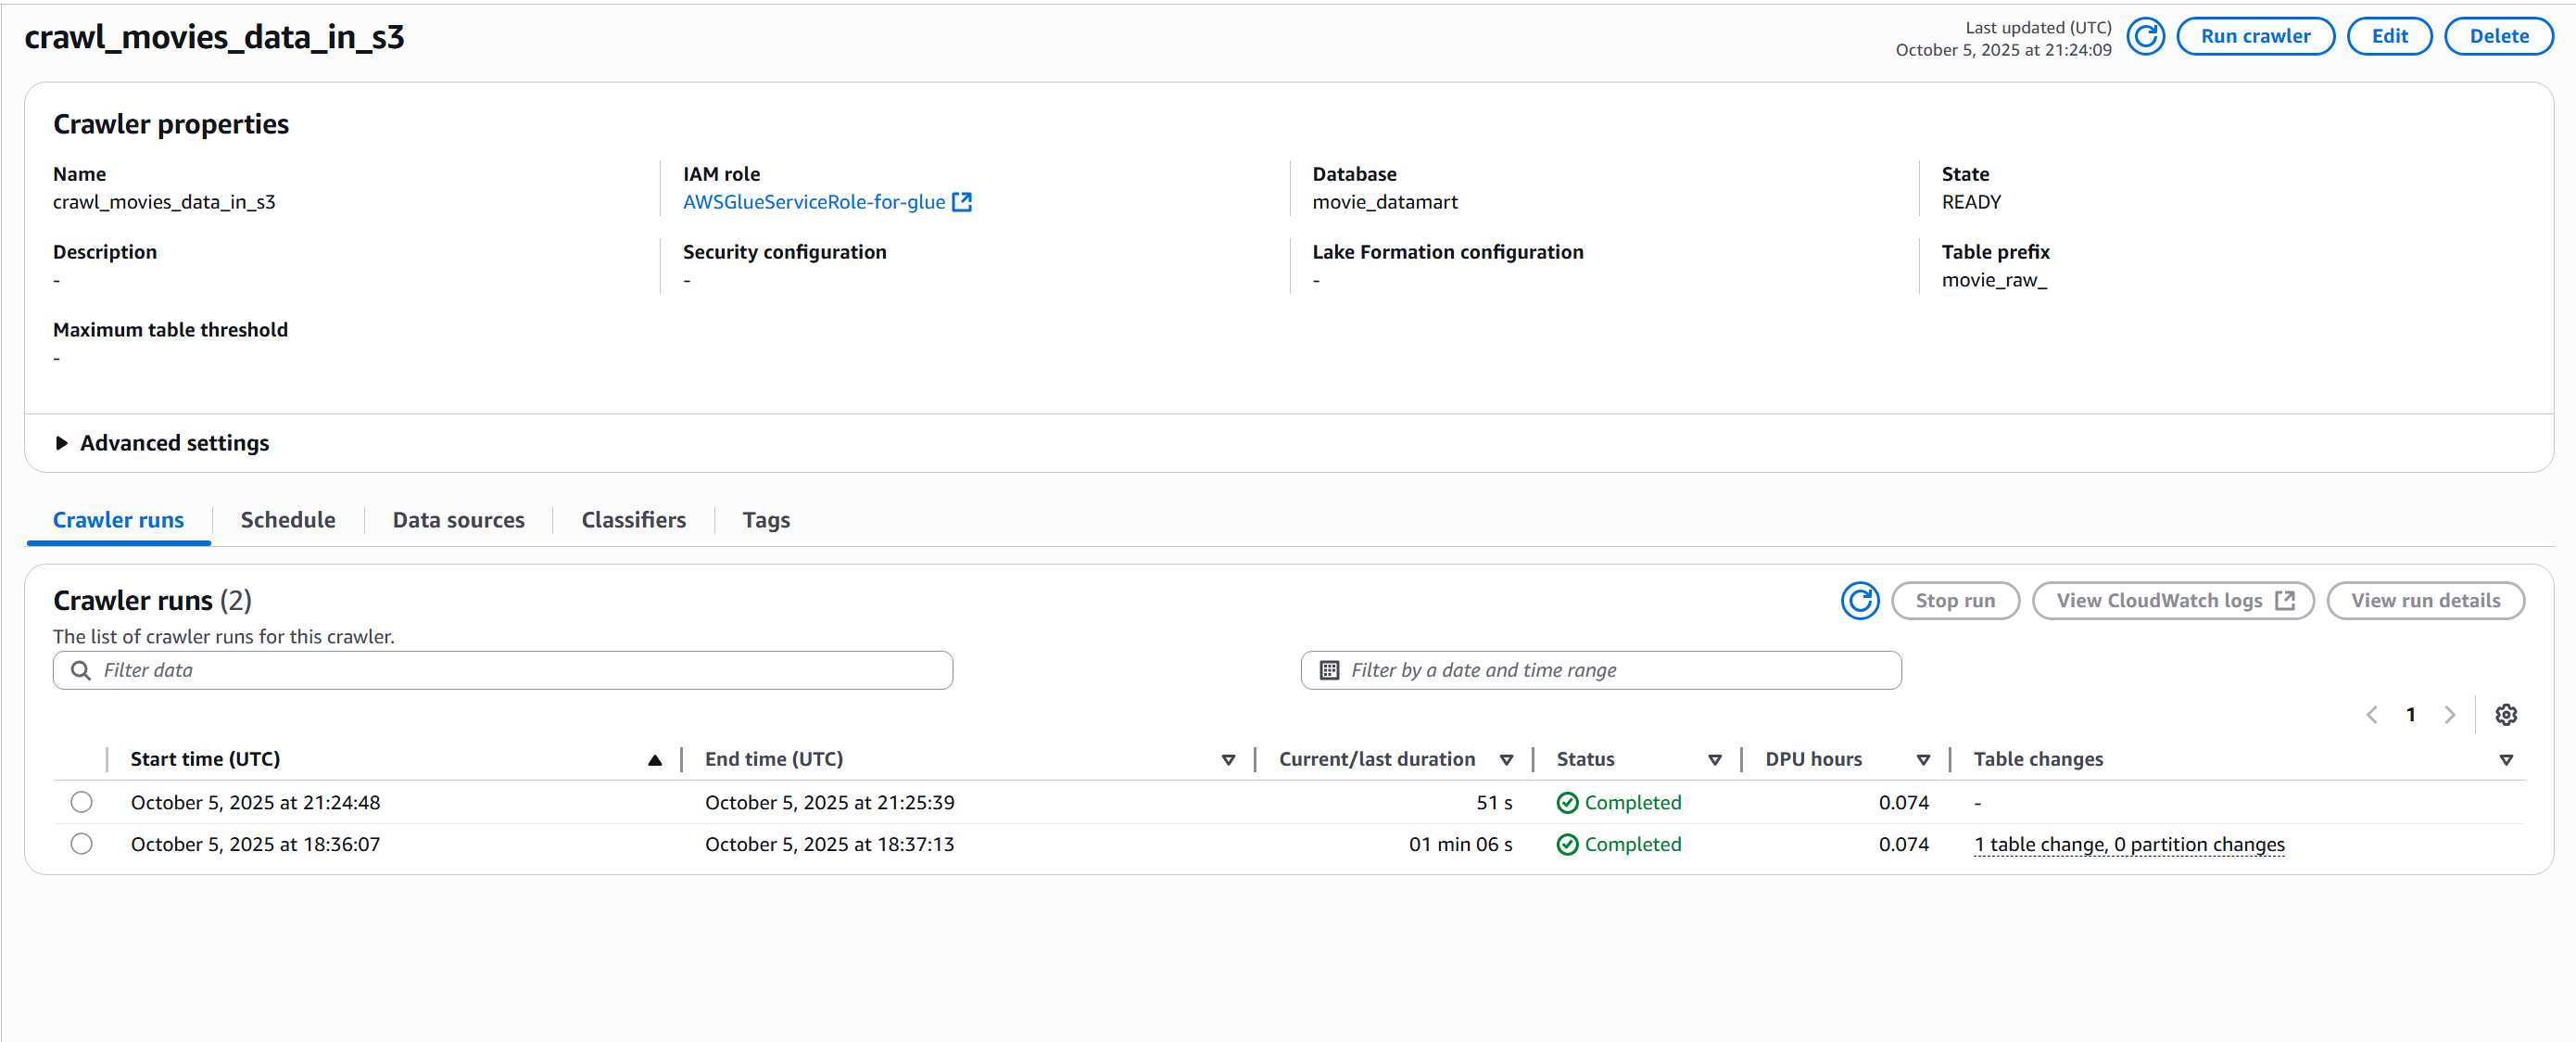 crawl_movies_data_in_s3
Last updated (UTC)
October 5, 2025 at 21:24:09
Run crawler
Edit
Delete
Crawler properties
Name
crawl_movies_data_in_s3
IAM role
AWSGlueServiceRole-for-glue
Database
movie_datamart
State
READY
Description
-
Security configuration
-
Lake Formation configuration
-
Table prefix
movie_raw_
Maximum table threshold
-
Advanced settings
Crawler runs
Schedule
Data sources
Classifiers
Tags
Crawler runs (2)
The list of crawler runs for this crawler.
Stop run
View CloudWatch logs
View run details
Filter data
Filter by a date and time range
1
Start time (UTC) End time (UTC) Current/last duration Status DPU hours Table changes
October 5, 2025 at 21:24:48 October 5, 2025 at 21:25:39 51 s Completed 0.074 -
October 5, 2025 at 18:36:07 October 5, 2025 at 18:37:13 01 min 06 s Completed 0.074 1 table change, 0 partition changes